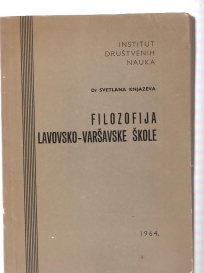 INSTITUT
DRUŠTVENIH
NAUKA
Dr SVETLANA KNJAZEVA
FILOZOFIJA
LAVOVSKO-VARŠAVSKE ŠKOLE
1964.